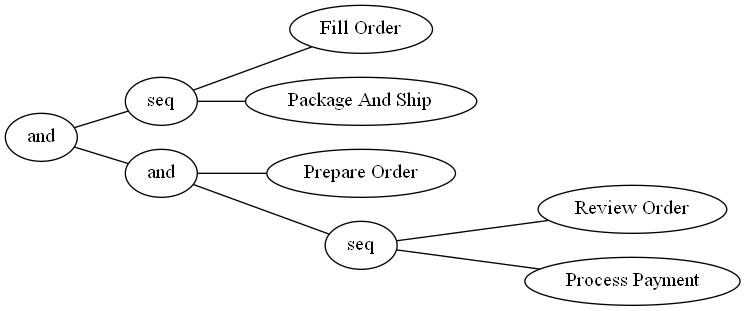 Fill Order
seq
Package And Ship
and
and
Prepare Order
Review Order
seq
Process Payment